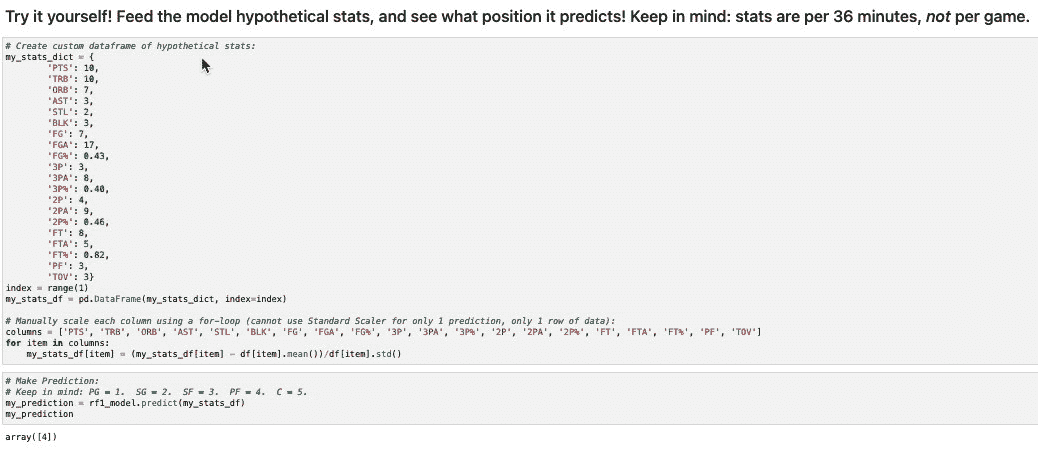 Try it yourself! Feed the model hypothetical stats, and see what position it predicts! Keep in mind: stats are per 36 minutes, not per game.
# Create custom dataframe of hypothetical stats:
my_stats_dict = {
'PTS': 10,
'TRB': 10,
'ORB': 7,
'AST': 3,
'STL': 2,
'BLK': 3,
'FG': 7,
'FGA': 17,
'FG%': 0.43,
'3P': 3,
'3PA': 8,
'3P%': 0.40,
'2P': 4,
'2PA': 9,
'2P%': 0.46,
'FT': 8,
'FTA': 5,
'FT%': 0.82,
'PF': 3,
'TOV': 3}
index = range(1)
my_stats_df = pd.DataFrame(my_stats_dict, index=index)
# Manually scale each column using a for-loop (cannot use Standard Scaler for only 1 prediction, only 1 row of data):
columns = ['PTS', 'TRB', 'ORB', 'AST', 'STL', 'BLK', 'FG', 'FGA', 'FG%', '3P', '3PA', '3P%', '2P', '2PA', '2P%', 'FT', 'FTA', 'FT%', 'PF', 'TOV']
for item in columns:
my_stats_df[item] = (my_stats_df[item] - df[item].mean())/df[item].std()
# Make Prediction:
# Keep in mind: PG = 1. SG = 2. SF = 3. PF = 4. C = 5.
my_prediction = rf1_model.predict(my_stats_df)
my_prediction
array([4])